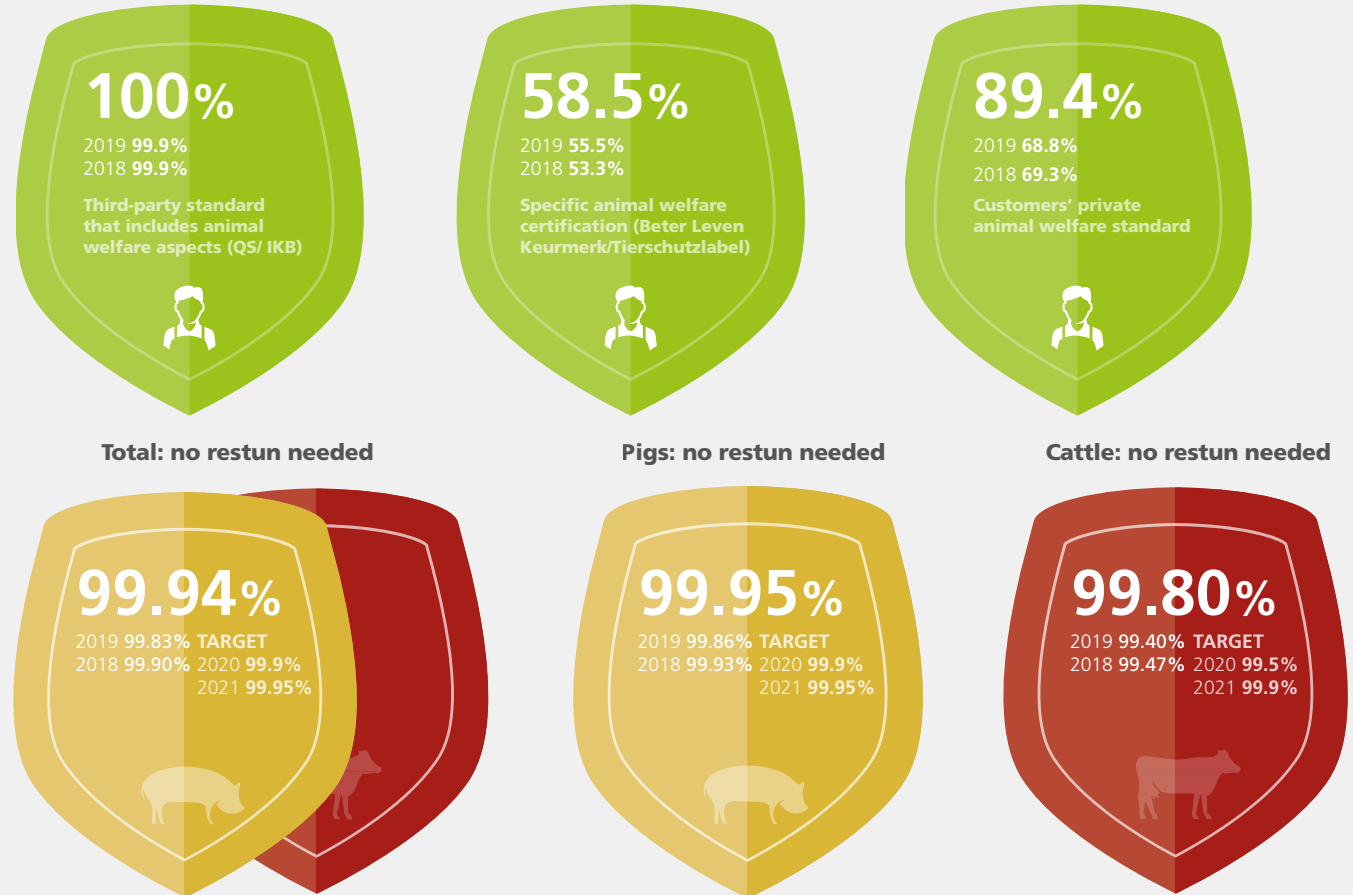 100%
2019 99.9%
2018 99.9%
Third-party standard
that includes animal
welfare aspects (QS/ IKB)
58.5%
2019 55.5%
2018 53.3%
Specific animal welfare
certification (Beter Leven
Keurmerk/Tierschutzlabel)
89.4%
2019 68.8%
2018 69.3%
Customers' private
animal welfare standard
Total: no restun needed
99.94%
2019 99.83% TARGET
2018 99.90% 2020 99.9%
2021 99.95%
Pigs: no restun needed
99.95%
2019 99.86% TARGET
2018 99.93% 2020 99.9%
2021 99.95%
Cattle: no restun needed
99.80%
2019 99.40% TARGET
2018 99.47% 2020 99.5%
2021 99.9%